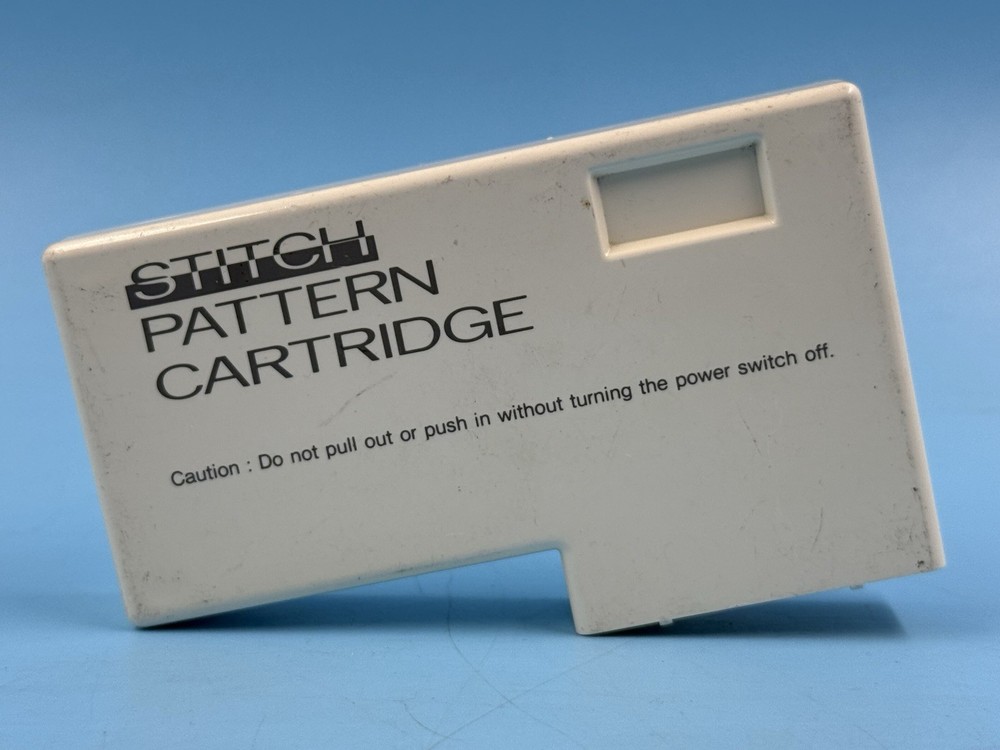 STITCH
PATTERN
CARTRIDGE
Caution : Do not pull out or push in without turning the power switch off.